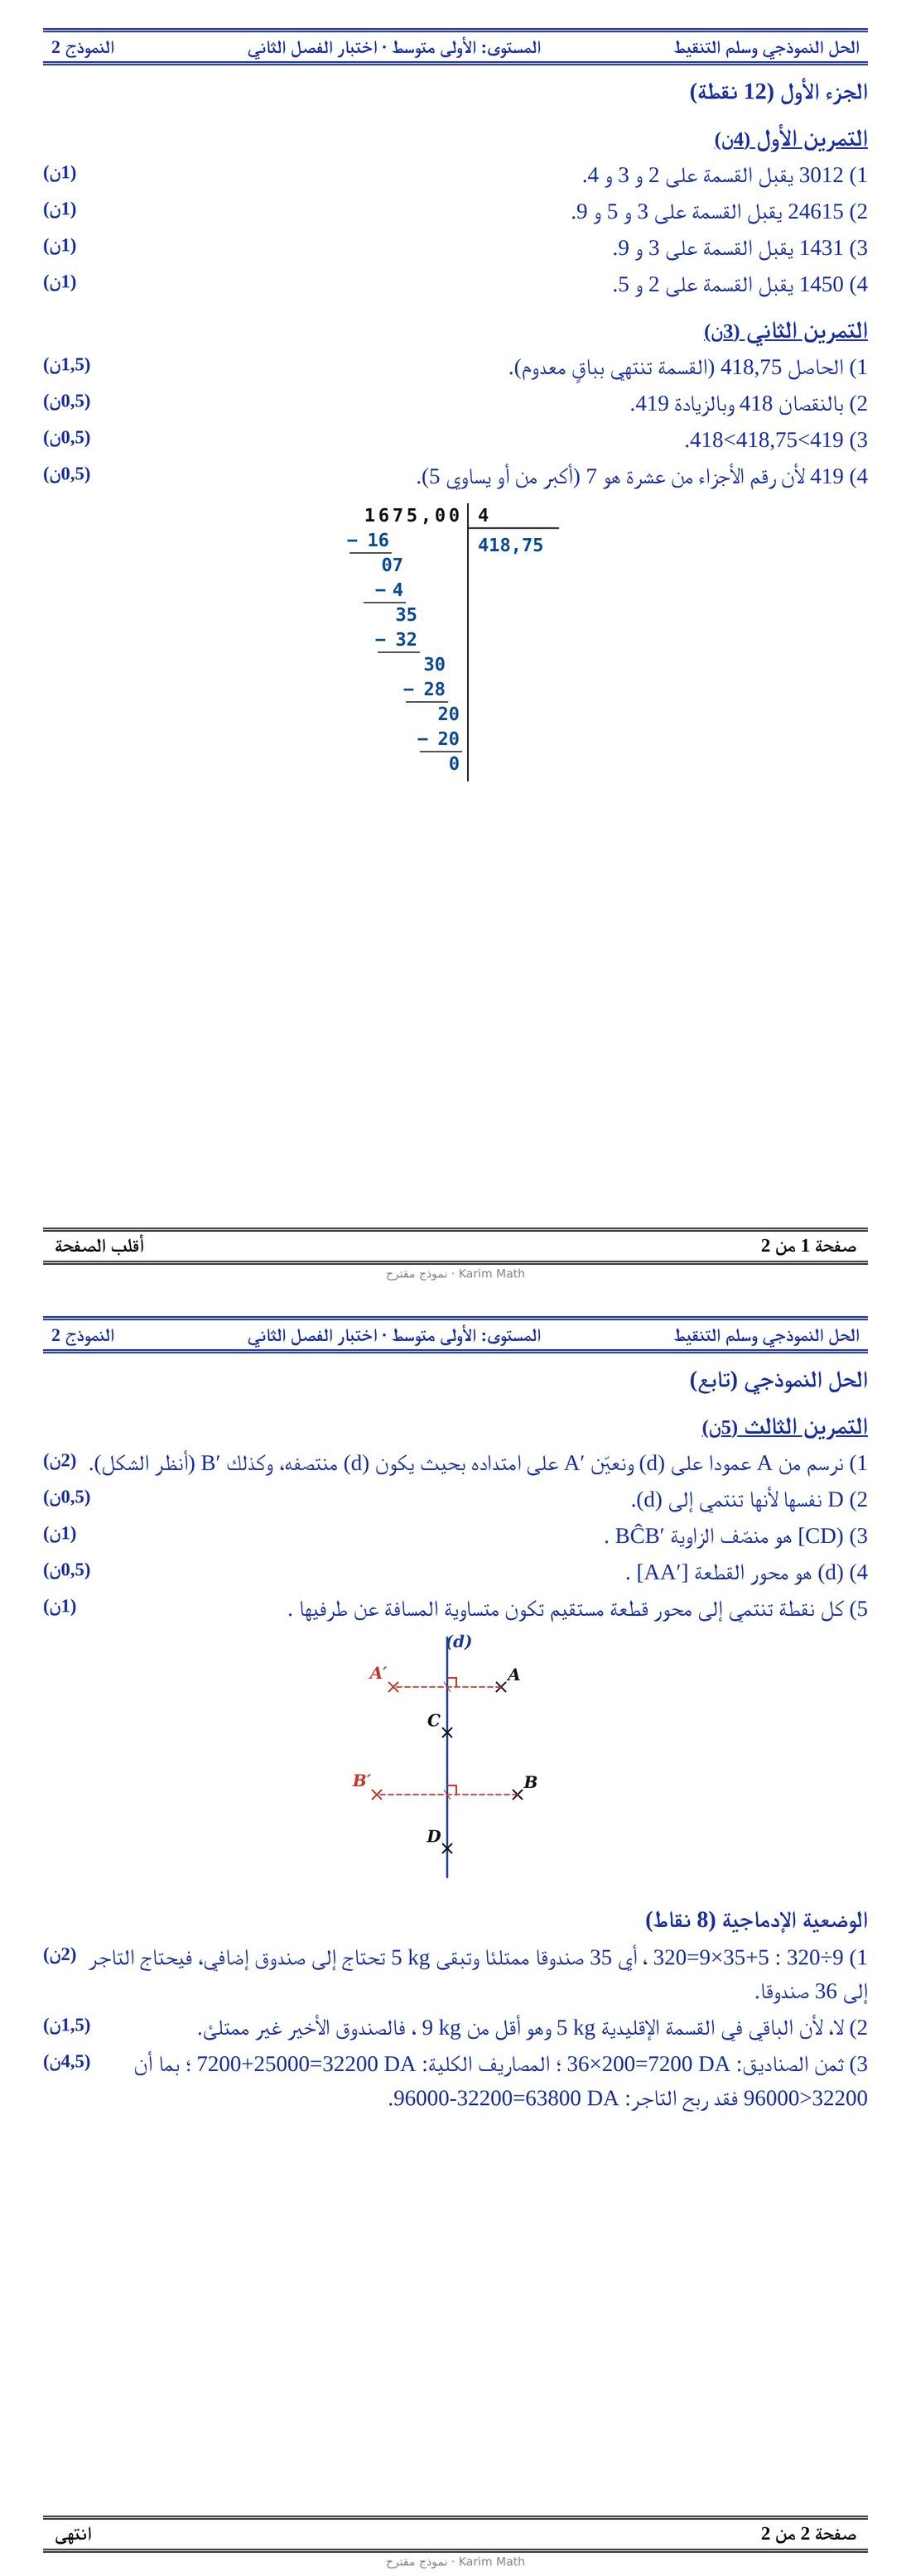 الحل النموذجي وسلم التنقيط المستوى: الأولى متوسط · اختبار الفصل الثاني النموذج 2
الجزء الأول (12 نقطة)
التمرين الأول (4ن)
1) 3012 يقبل القسمة على 2 و 3 و 4. (1ن)
2) 24615 يقبل القسمة على 3 و 5 و 9. (1ن)
3) 1431 يقبل القسمة على 3 و 9. (1ن)
4) 1450 يقبل القسمة على 2 و 5. (1ن)
التمرين الثاني (3ن)
1) الحاصل 418,75 (القسمة تنتهي بباقٍ معدوم). (1,5ن)
2) بالنقصان 418 وبالزيادة 419. (0,5ن)
3) 418<418,75<419. (0,5ن)
4) 419 لأن رقم الأجزاء من عشرة هو 7 (أكبر من أو يساوي 5). (0,5ن)
1675,00 4
− 16 418,75
07
− 4
35
− 32
30
− 28
20
− 20
0
صفحة 1 من 2 أقلب الصفحة
Karim Math · نموذج مقترح
الحل النموذجي وسلم التنقيط المستوى: الأولى متوسط · اختبار الفصل الثاني النموذج 2
الحل النموذجي (تابع)
التمرين الثالث (5ن)
1) نرسم من A عمودا على (d) ونعيّن A′ على امتداده بحيث يكون (d) منتصفه، وكذلك B′ (أنظر الشكل). (2ن)
2) D نفسها لأنها تنتمي إلى (d). (0,5ن)
3) [CD) هو منصّف الزاوية BĈB′ . (1ن)
4) (d) هو محور القطعة [AA′] . (0,5ن)
5) كل نقطة تنتمي إلى محور قطعة مستقيم تكون متساوية المسافة عن طرفيها . (1ن)
(d)
A′ A
C
B′ B
D
الوضعية الإدماجية (8 نقاط)
1) 320÷9 : 320=9×35+5 ، أي 35 صندوقا ممتلئا وتبقى 5 kg تحتاج إلى صندوق إضافي، فيحتاج التاجر (2ن)
إلى 36 صندوقا.
2) لا، لأن الباقي في القسمة الإقليدية 5 kg وهو أقل من 9 kg ، فالصندوق الأخير غير ممتلئ. (1,5ن)
3) ثمن الصناديق: 36×200=7200 DA ؛ المصاريف الكلية: 7200+25000=32200 DA ؛ بما أن (4,5ن)
96000>32200 فقد ربح التاجر: 96000-32200=63800 DA.
صفحة 2 من 2 انتهى
Karim Math · نموذج مقترح